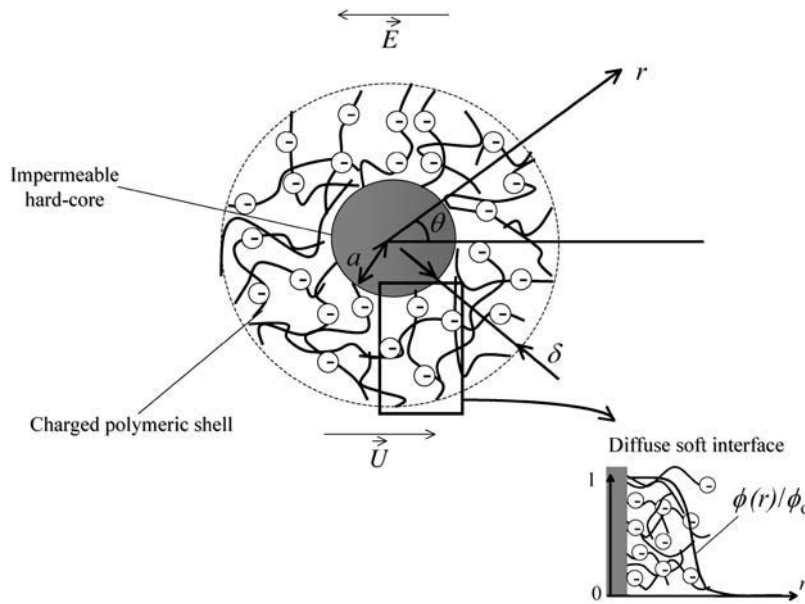 E
r
Impermeable
hard-core
θ
a
δ
Charged polymeric shell
U
Diffuse soft interface
1
ϕ(r)/ϕ
0
r